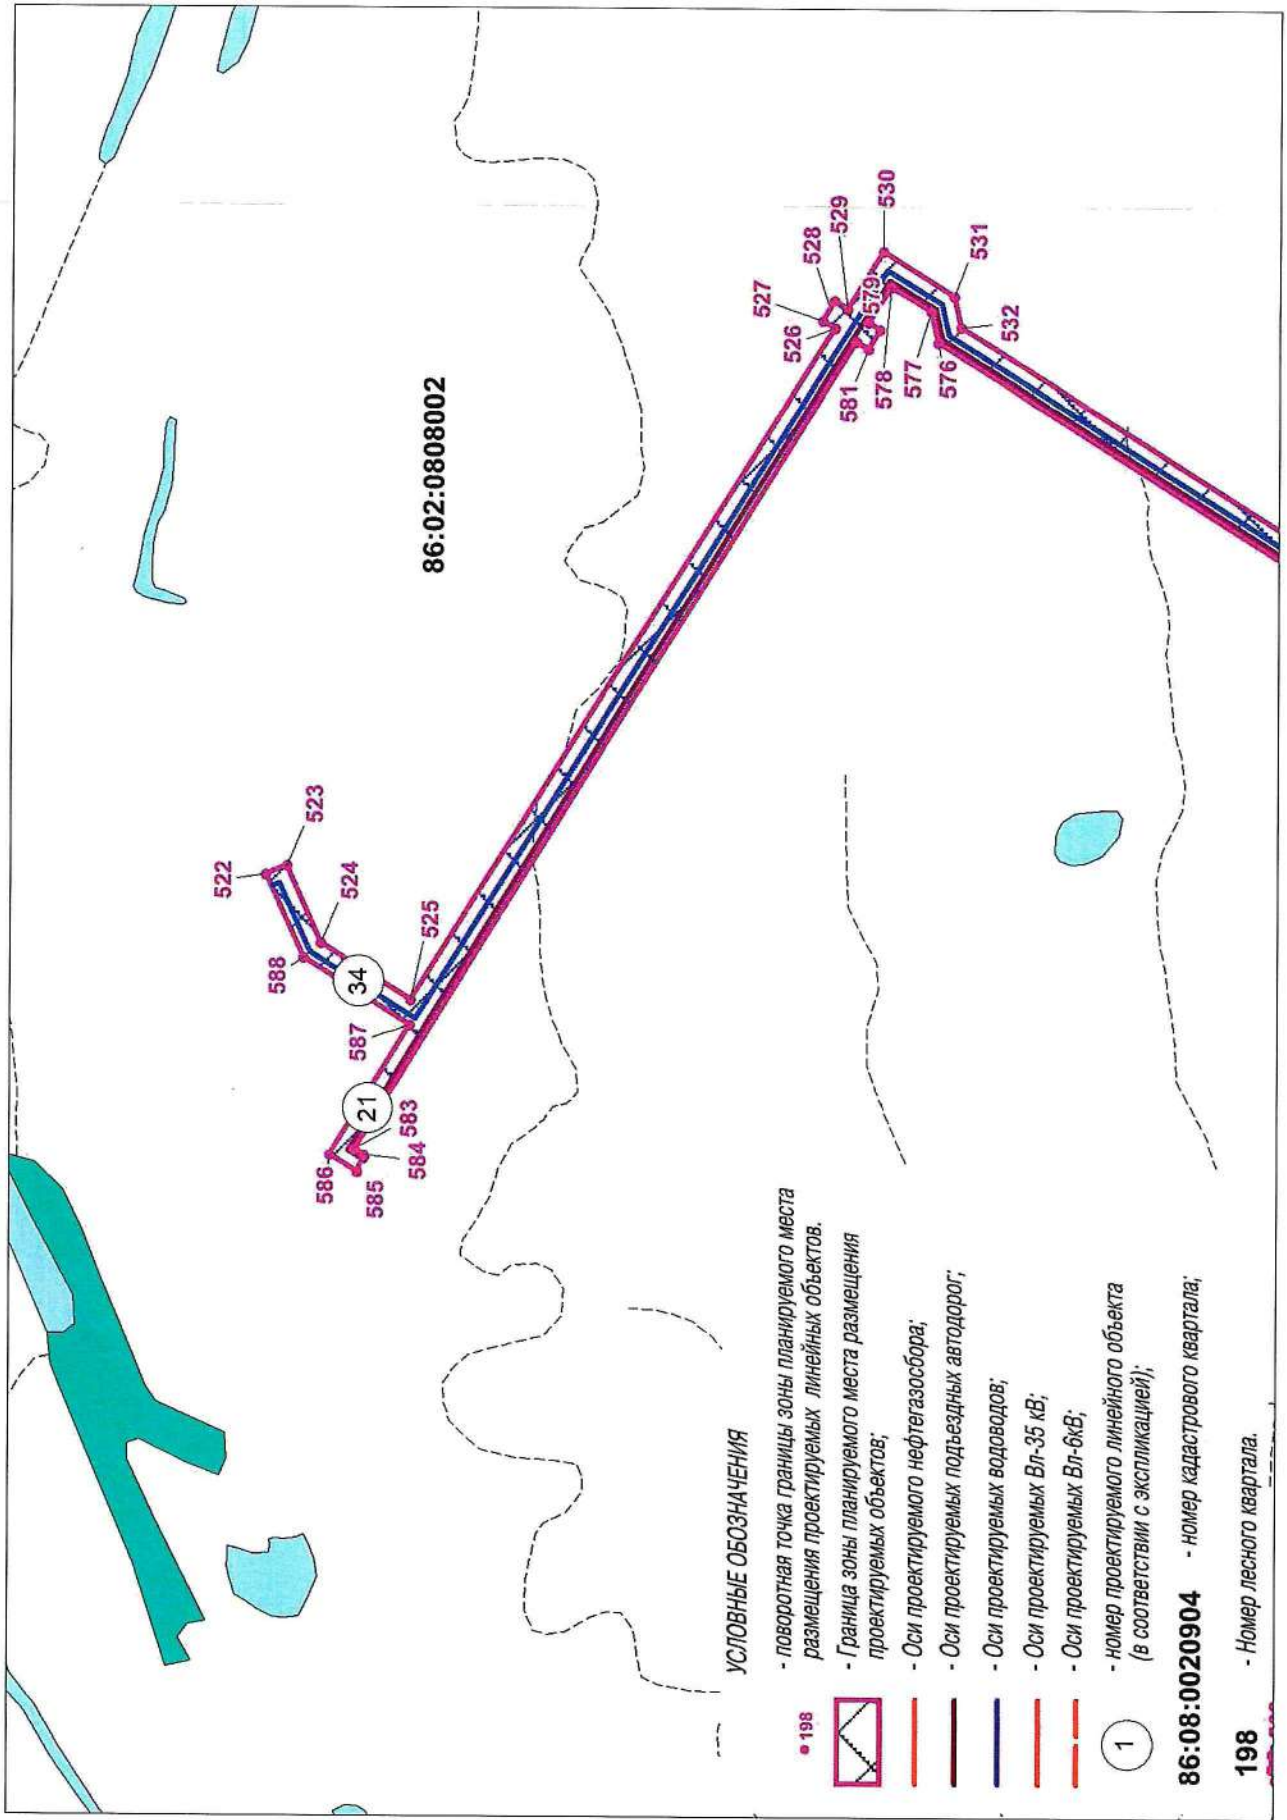 86:02:0808002
522
523
524
588
34
525
587
21
583
586
584
585
527
528
529
530
526
579
531
581
578
532
577
576
УСЛОВНЫЕ ОБОЗНАЧЕНИЯ
198
- поворотная точка границы зоны планируемого места
размещения проектируемых линейных объектов.
- Граница зоны планируемого места размещения
проектируемых объектов;
- Оси проектируемого нефтегазосбора;
- Оси проектируемых подъездных автодорог;
- Оси проектируемых водоводов;
- Оси проектируемых Вл-35 кВ;
- Оси проектируемых Вл-6кВ;
1
- номер проектируемого линейного объекта
(в соответствии с экспликацией);
86:08:0020904 - номер кадастрового квартала;
198 - Номер лесного квартала.